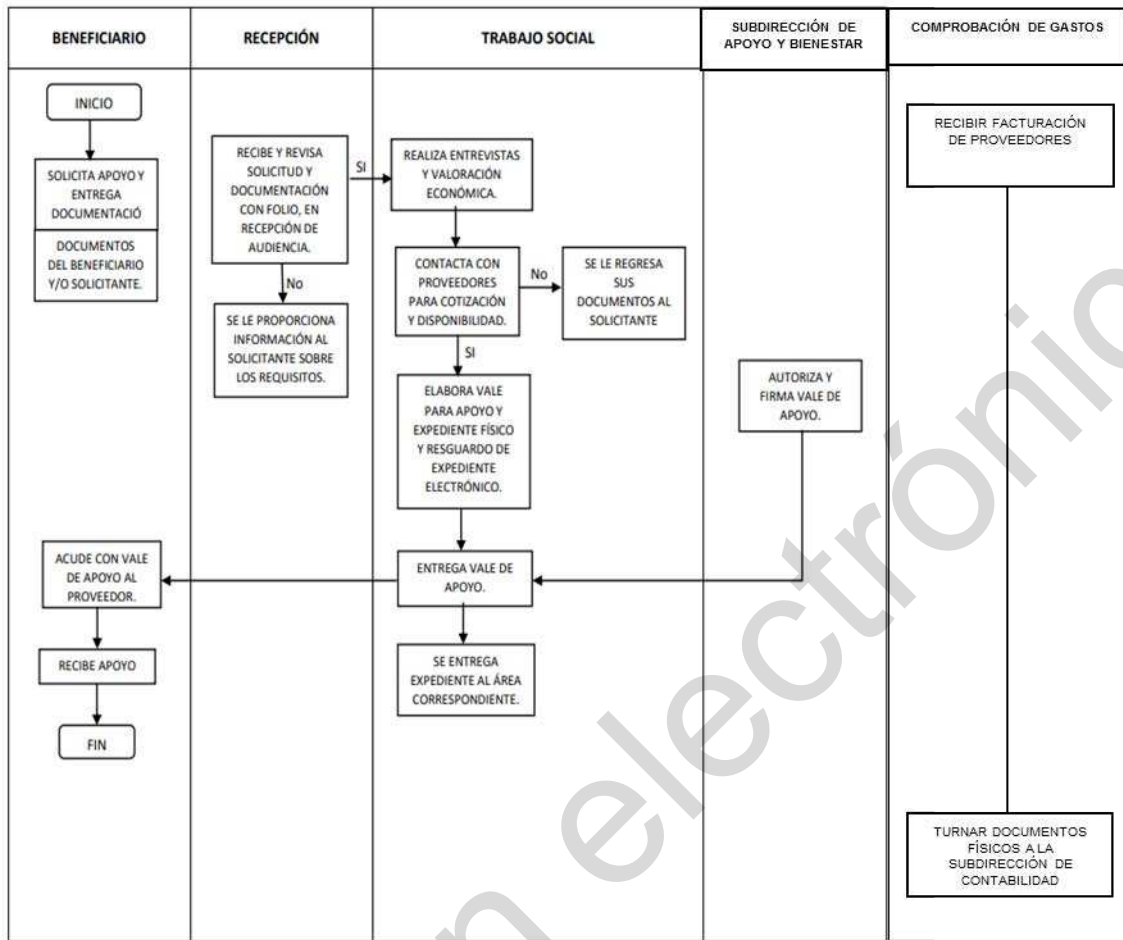 BENEFICIARIO
RECEPCIÓN
TRABAJO SOCIAL
SUBDIRECCIÓN DE
APOYO Y BIENESTAR
COMPROBACIÓN DE GASTOS
INICIO
SOLICITA APOYO Y
ENTREGA
DOCUMENTACIÓ
DOCUMENTOS
DEL BENEFICIARIO
Y/O SOLICITANTE.
RECIBE Y REVISA
SOLICITUD Y
DOCUMENTACIÓN
CON FOLIO, EN
RECEPCIÓN DE
AUDIENCIA.
SI
No
SE LE PROPORCIONA
INFORMACIÓN AL
SOLICITANTE SOBRE
LOS REQUISITOS.
REALIZA ENTREVISTAS
Y VALORACIÓN
ECONÓMICA.
CONTACTA CON
PROVEEDORES
PARA COTIZACIÓN
Y DISPONIBILIDAD.
No
SE LE REGRESA
SUS
DOCUMENTOS AL
SOLICITANTE
SI
ELABORA VALE
PARA APOYO Y
EXPEDIENTE FÍSICO
Y RESGUARDO DE
EXPEDIENTE
ELECTRÓNICO.
AUTORIZA Y
FIRMA VALE DE
APOYO.
ENTREGA VALE DE
APOYO.
ACUDE CON VALE
DE APOYO AL
PROVEEDOR.
RECIBE APOYO
FIN
SE ENTREGA
EXPEDIENTE AL ÁREA
CORRESPONDIENTE.
RECIBIR FACTURACIÓN
DE PROVEEDORES
TURNAR DOCUMENTOS
FÍSICOS A LA
SUBDIRECCIÓN DE
CONTABILIDAD
n electrónic